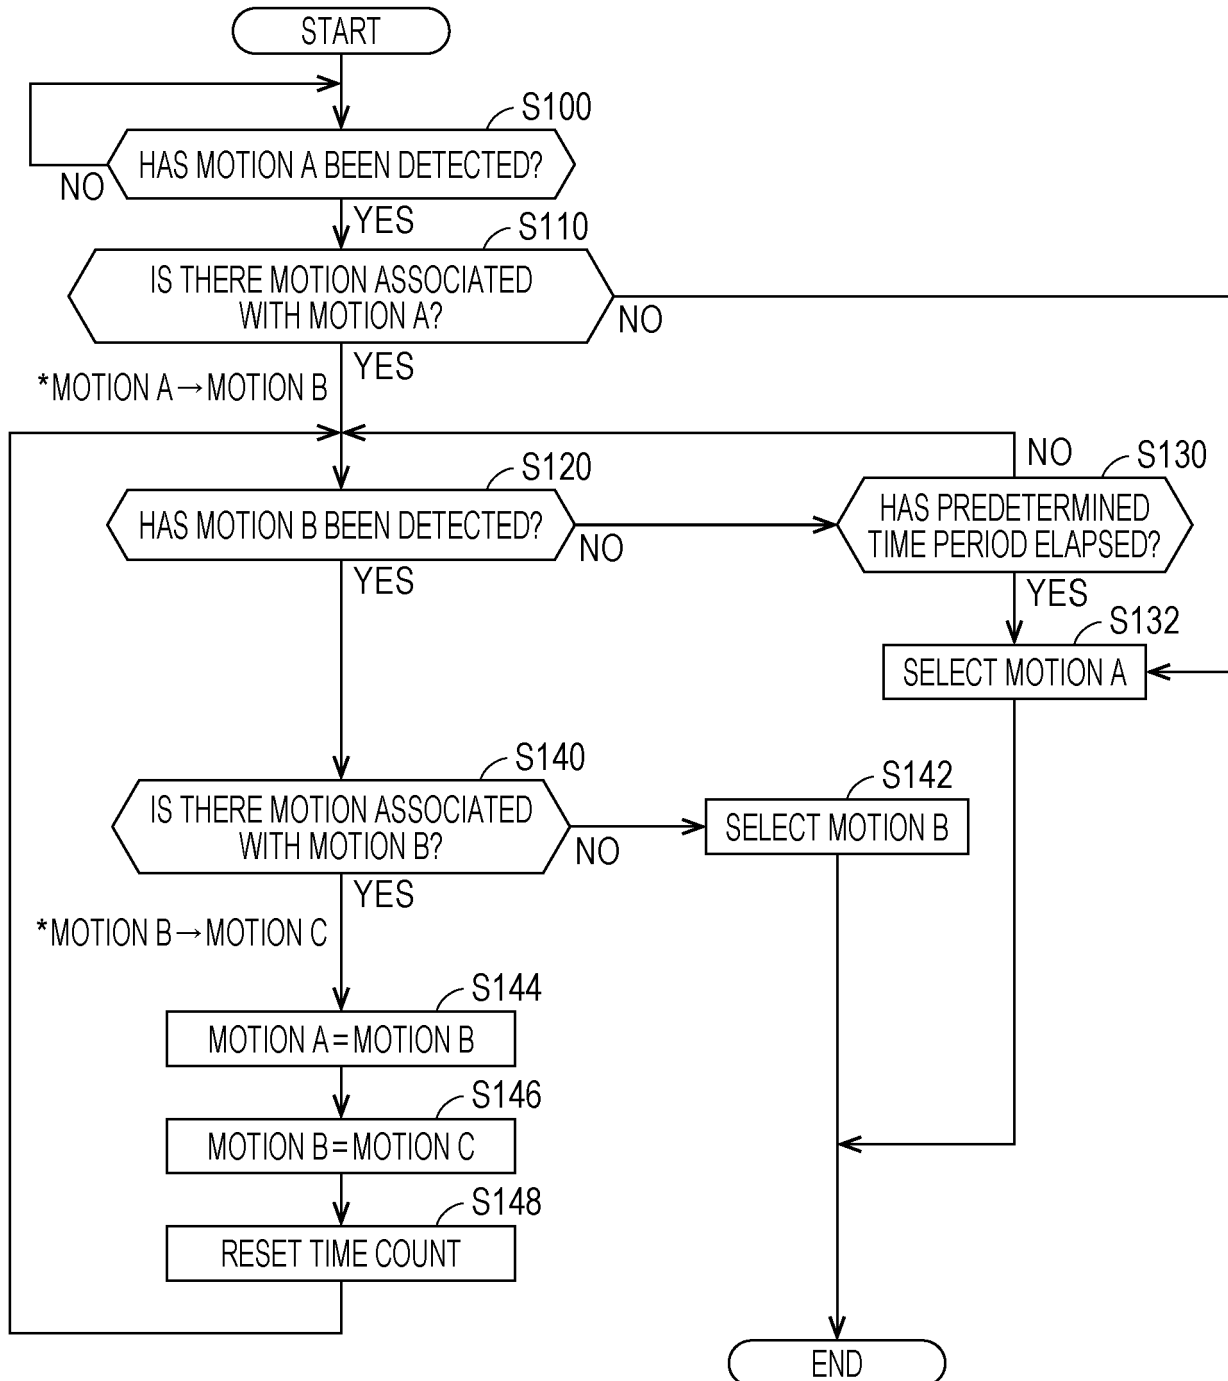 START
S100
HAS MOTION A BEEN DETECTED?
NO
YES
S110
IS THERE MOTION ASSOCIATED
WITH MOTION A?
NO
YES
*MOTION A→MOTION B
S120
HAS MOTION B BEEN DETECTED?
NO
YES
NO
S130
HAS PREDETERMINED
TIME PERIOD ELAPSED?
YES
S132
SELECT MOTION A
S140
IS THERE MOTION ASSOCIATED
WITH MOTION B?
NO
YES
S142
SELECT MOTION B
*MOTION B→MOTION C
S144
MOTION A=MOTION B
S146
MOTION B=MOTION C
S148
RESET TIME COUNT
END